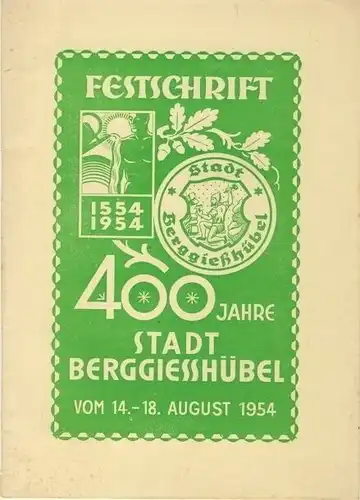 FESTSCHRIFT
1554
1954
Stadt
Berggießhübel
400 JAHRE
STADT
BERGGIESSHÜBEL
VOM 14.-18. AUGUST 1954